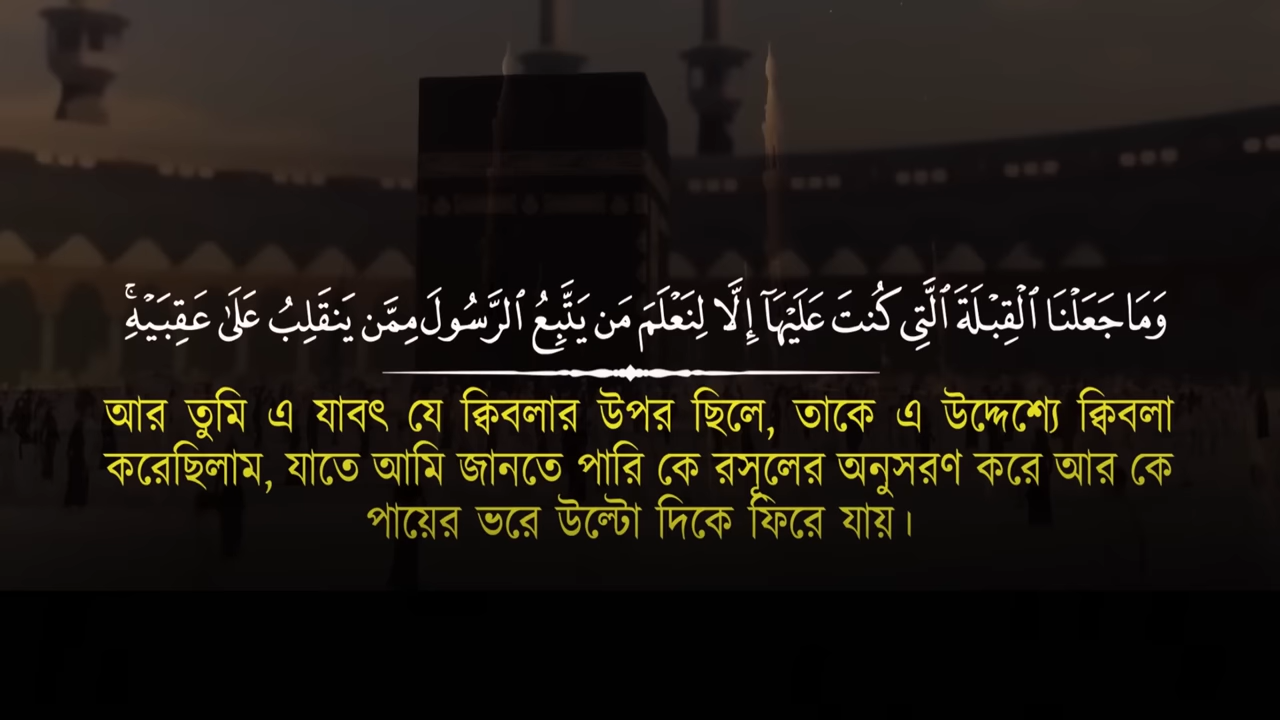 وَمَا جَعَلْنَا ٱلْقِبْلَةَ ٱلَّتِى كُنتَ عَلَيْهَآ إِلَّا لِنَعْلَمَ مَن يَتَّبِعُ ٱلرَّسُولَ مِمَّن يَنقَلِبُ عَلَىٰ عَقِبَيْهِ ۚ
আর তুমি এ যাবৎ যে ক্বিবলার উপর ছিলে, তাকে এ উদ্দেশ্যে ক্বিবলা
করেছিলাম, যাতে আমি জানতে পারি কে রসূলের অনুসরণ করে আর কে
পায়ের ভরে উল্টো দিকে ফিরে যায়।